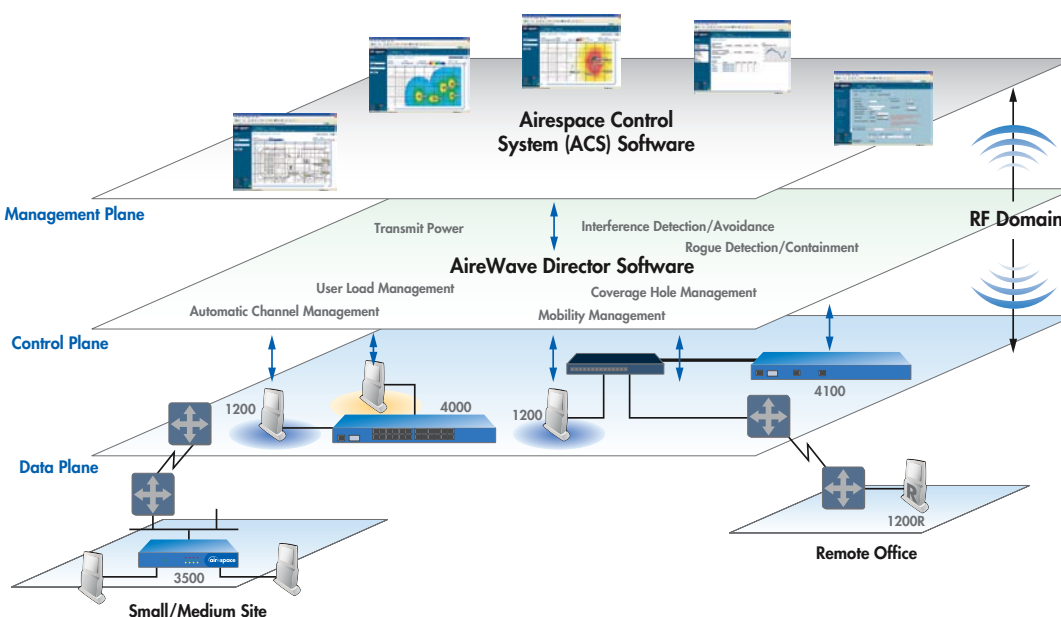 Airespace Control
System (ACS) Software
Management Plane
RF Domain
Transmit Power
Interference Detection/Avoidance
Rogue Detection/Containment
AireWave Director Software
User Load Management
Coverage Hole Management
Automatic Channel Management
Mobility Management
Control Plane
1200
4000
1200
4100
Data Plane
R
1200R
Remote Office
airespace
3500
Small/Medium Site